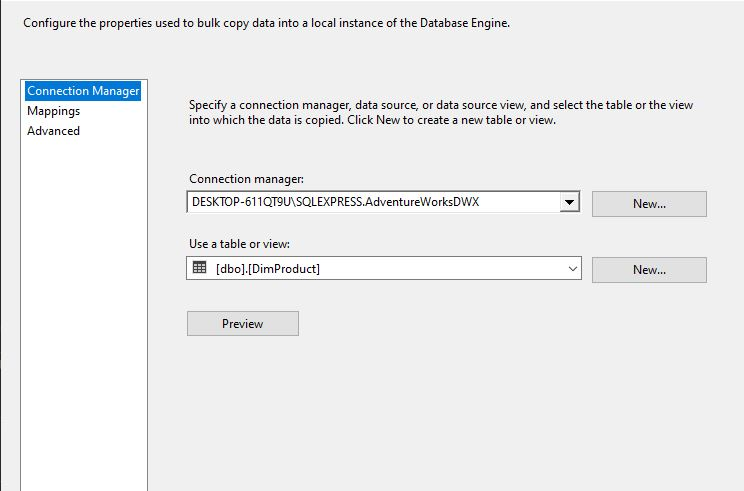 Configure the properties used to bulk copy data into a local instance of the Database Engine.
Connection Manager
Mappings
Advanced
Specify a connection manager, data source, or data source view, and select the table or the view
into which the data is copied. Click New to create a new table or view.
Connection manager:
DESKTOP-611QT9U\SQLEXPRESS.AdventureWorksDWX
New...
Use a table or view:
[dbo].[DimProduct]
New...
Preview